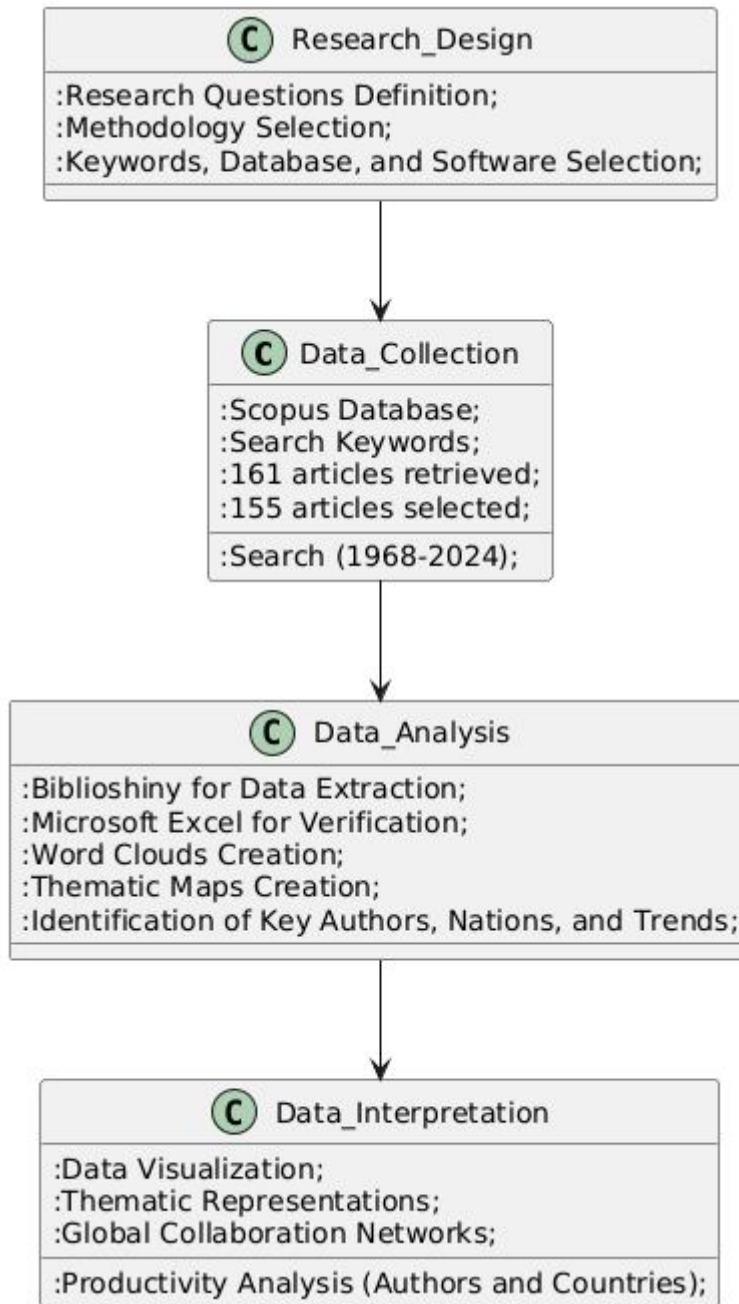 C Research_Design
:Research Questions Definition;
:Methodology Selection;
:Keywords, Database, and Software Selection;
C Data_Collection
:Scopus Database;
:Search Keywords;
:161 articles retrieved;
:155 articles selected;
:Search (1968-2024);
C Data_Analysis
:Biblioshiny for Data Extraction;
:Microsoft Excel for Verification;
:Word Clouds Creation;
:Thematic Maps Creation;
:Identification of Key Authors, Nations, and Trends;
C Data_Interpretation
:Data Visualization;
:Thematic Representations;
:Global Collaboration Networks;
:Productivity Analysis (Authors and Countries);